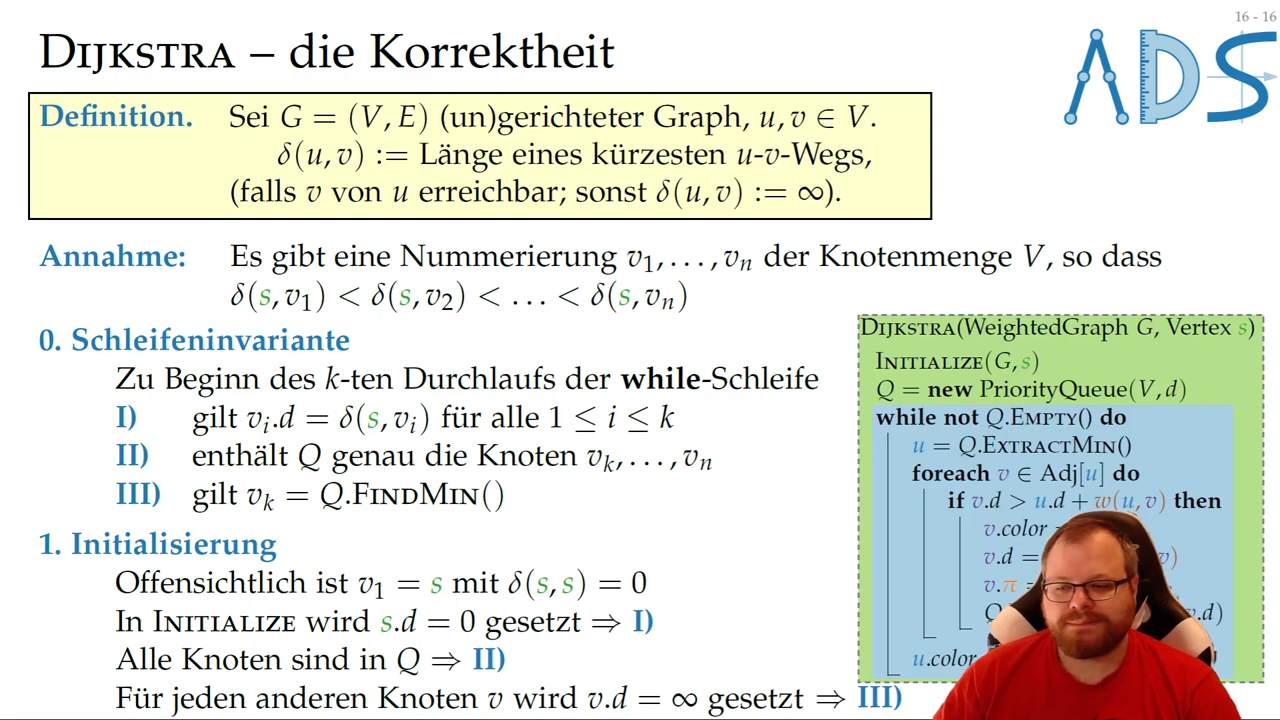 16 - 16
DIJKSTRA – die Korrektheit
ADS
Definition. Sei G = (V, E) (un)gerichteter Graph, u, v ∈ V.
δ(u, v) := Länge eines kürzesten u-v-Wegs,
(falls v von u erreichbar; sonst δ(u, v) := ∞).
Annahme: Es gibt eine Nummerierung v₁, . . . , vₙ der Knotenmenge V, so dass
δ(s, v₁) < δ(s, v₂) < . . . < δ(s, vₙ)
0. Schleifeninvariante
Zu Beginn des k-ten Durchlaufs der while-Schleife
I) gilt vᵢ.d = δ(s, vᵢ) für alle 1 ≤ i ≤ k
II) enthält Q genau die Knoten vₖ, . . . , vₙ
III) gilt vₖ = Q.FINDMIN()
1. Initialisierung
Offensichtlich ist v₁ = s mit δ(s, s) = 0
In INITIALIZE wird s.d = 0 gesetzt ⇒ I)
Alle Knoten sind in Q ⇒ II)
Für jeden anderen Knoten v wird v.d = ∞ gesetzt ⇒ III)
DIJKSTRA(WeightedGraph G, Vertex s)
INITIALIZE(G, s)
Q = new PriorityQueue(V, d)
while not Q.EMPTY() do
u = Q.EXTRACTMIN()
foreach v ∈ Adj[u] do
if v.d > u.d + w(u, v) then
v.color
v.d = v)
v.π =
Q v.d)
u.color